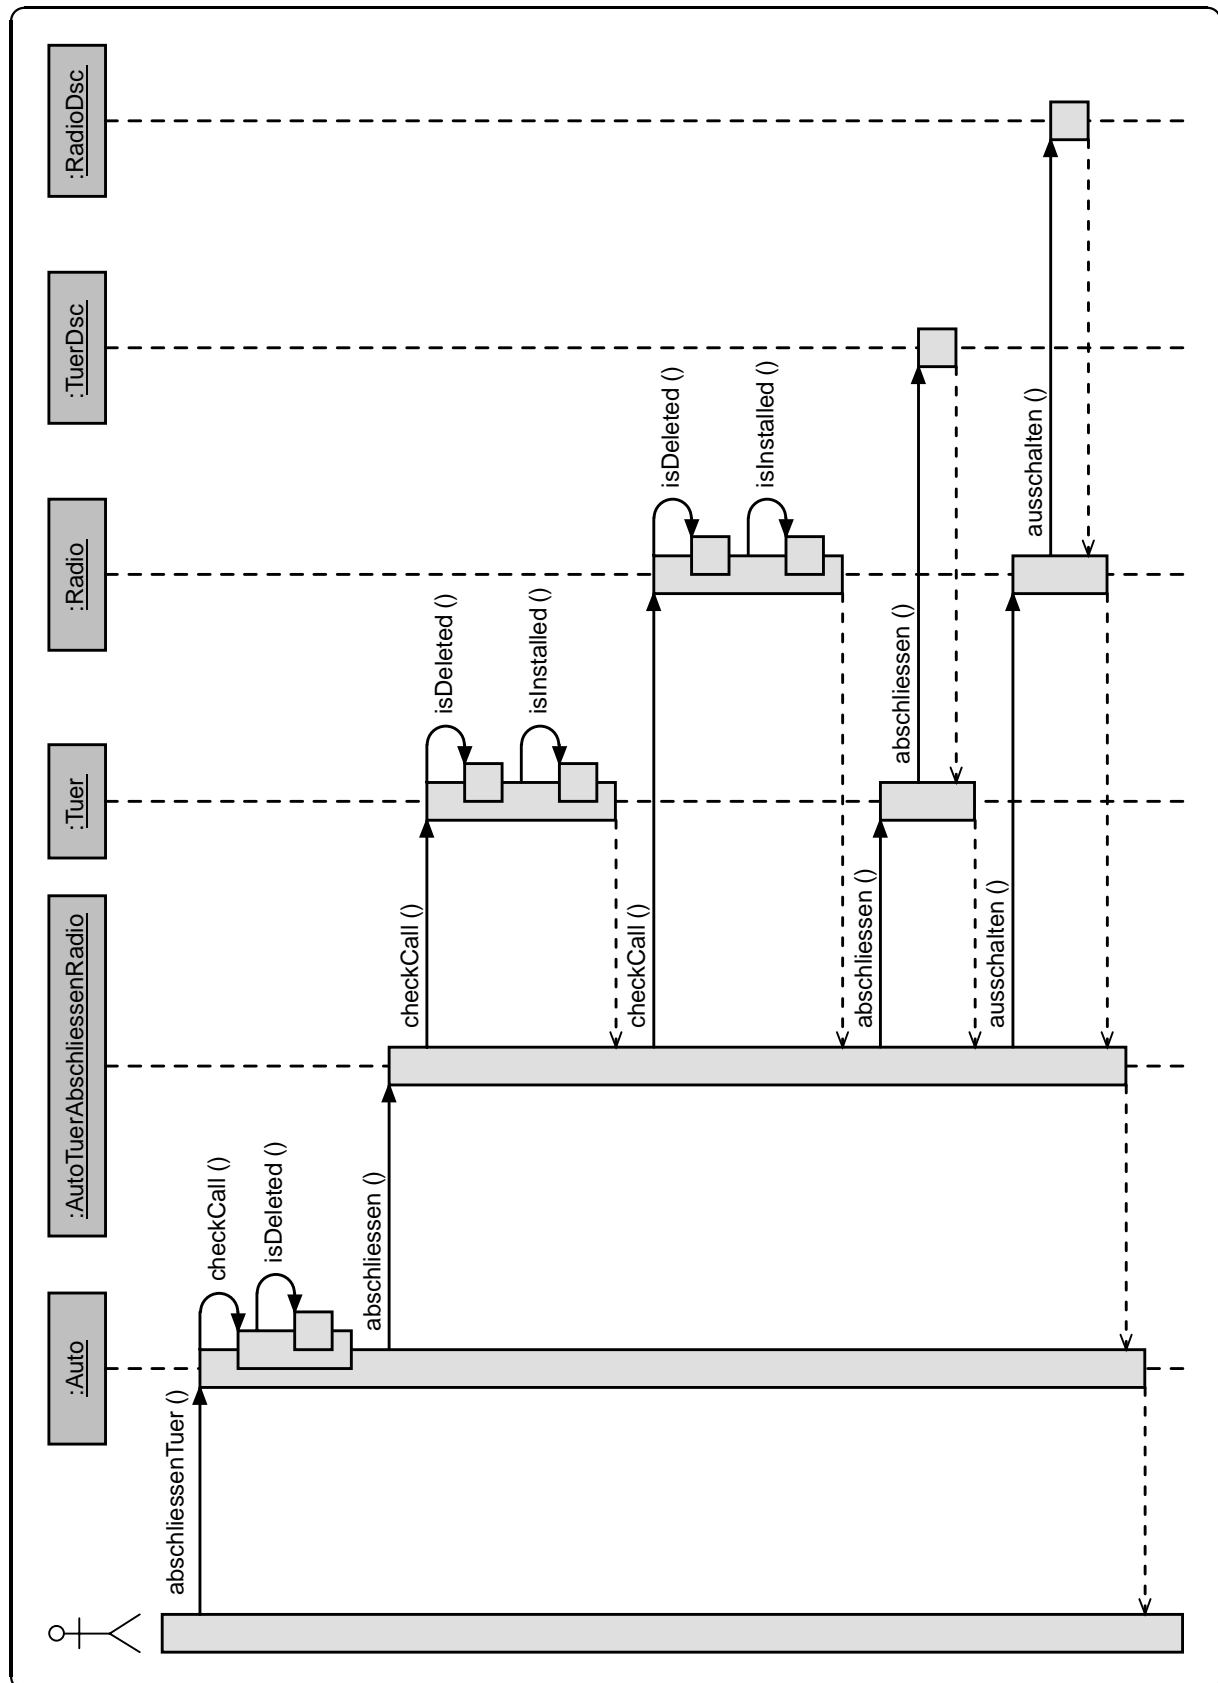 :Auto
:AutoTuerAbschliessenRadio
:Tuer
:Radio
:TuerDsc
:RadioDsc
abschliessenTuer ()
checkCall ()
isDeleted ()
abschliessen ()
checkCall ()
isDeleted ()
isInstalled ()
checkCall ()
isDeleted ()
isInstalled ()
abschliessen ()
abschliessen ()
ausschalten ()
ausschalten ()